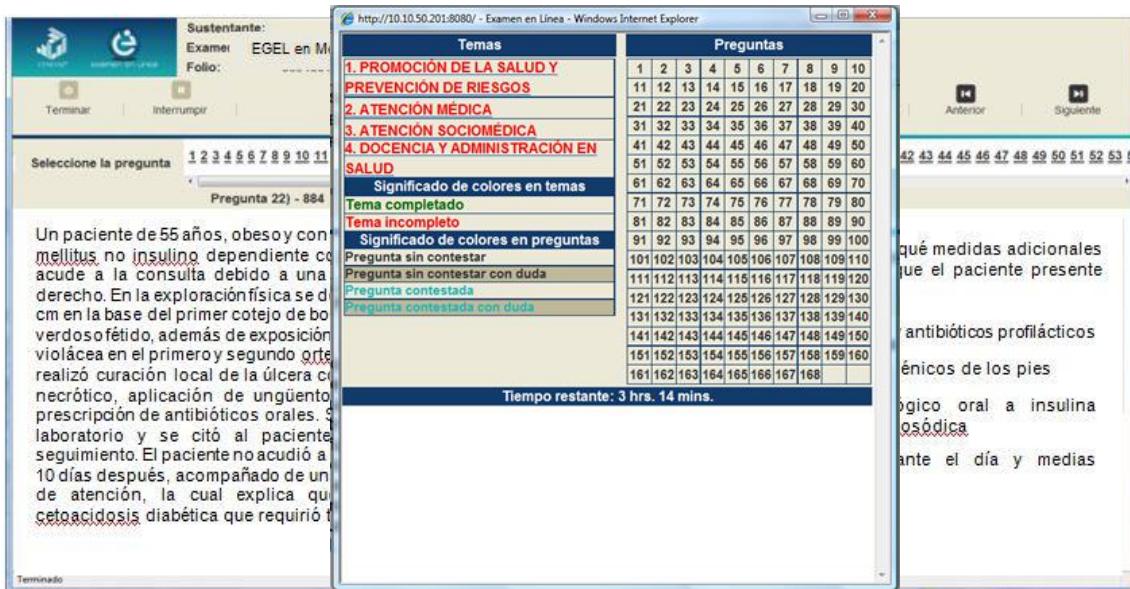 http://10.10.50.201:8080/ - Examen en Línea - Windows Internet Explorer
Sustentante:
Examen EGEL en M
Folio:
Terminar Interrumpir
Anterior Siguiente
Seleccione la pregunta 1 2 3 4 5 6 7 8 9 10 11
42 43 44 45 46 47 48 49 50 51 52 53
Pregunta 22) - 884
Un paciente de 55 años, obeso y con
mellitus no insulino dependiente co
acude a la consulta debido a una
derecho. En la exploración física se d
cm en la base del primer cotejo de bo
verdoso fétido, además de exposición
violácea en el primero y segundo orte
realizó curación local de la úlcera co
necrótico, aplicación de ungüento
prescripción de antibióticos orales. S
laboratorio y se citó al paciente
seguimiento. El paciente no acudió a
10 días después, acompañado de un
de atención, la cual explica qu
cetoacidosis diabética que requirió t
Terminado
Temas
1. PROMOCIÓN DE LA SALUD Y
PREVENCIÓN DE RIESGOS
2. ATENCIÓN MÉDICA
3. ATENCIÓN SOCIOMÉDICA
4. DOCENCIA Y ADMINISTRACIÓN EN
SALUD
Significado de colores en temas
Tema completado
Tema incompleto
Significado de colores en preguntas
Pregunta sin contestar
Pregunta sin contestar con duda
Pregunta contestada
Pregunta contestada con duda
Preguntas
1 2 3 4 5 6 7 8 9 10
11 12 13 14 15 16 17 18 19 20
21 22 23 24 25 26 27 28 29 30
31 32 33 34 35 36 37 38 39 40
41 42 43 44 45 46 47 48 49 50
51 52 53 54 55 56 57 58 59 60
61 62 63 64 65 66 67 68 69 70
71 72 73 74 75 76 77 78 79 80
81 82 83 84 85 86 87 88 89 90
91 92 93 94 95 96 97 98 99 100
101 102 103 104 105 106 107 108 109 110
111 112 113 114 115 116 117 118 119 120
121 122 123 124 125 126 127 128 129 130
131 132 133 134 135 136 137 138 139 140
141 142 143 144 145 146 147 148 149 150
151 152 153 154 155 156 157 158 159 160
161 162 163 164 165 166 167 168
Tiempo restante: 3 hrs. 14 mins.
qué medidas adicionales
que el paciente presente
antibióticos profilácticos
énicos de los pies
ógico oral a insulina
osódica
ante el día y medias